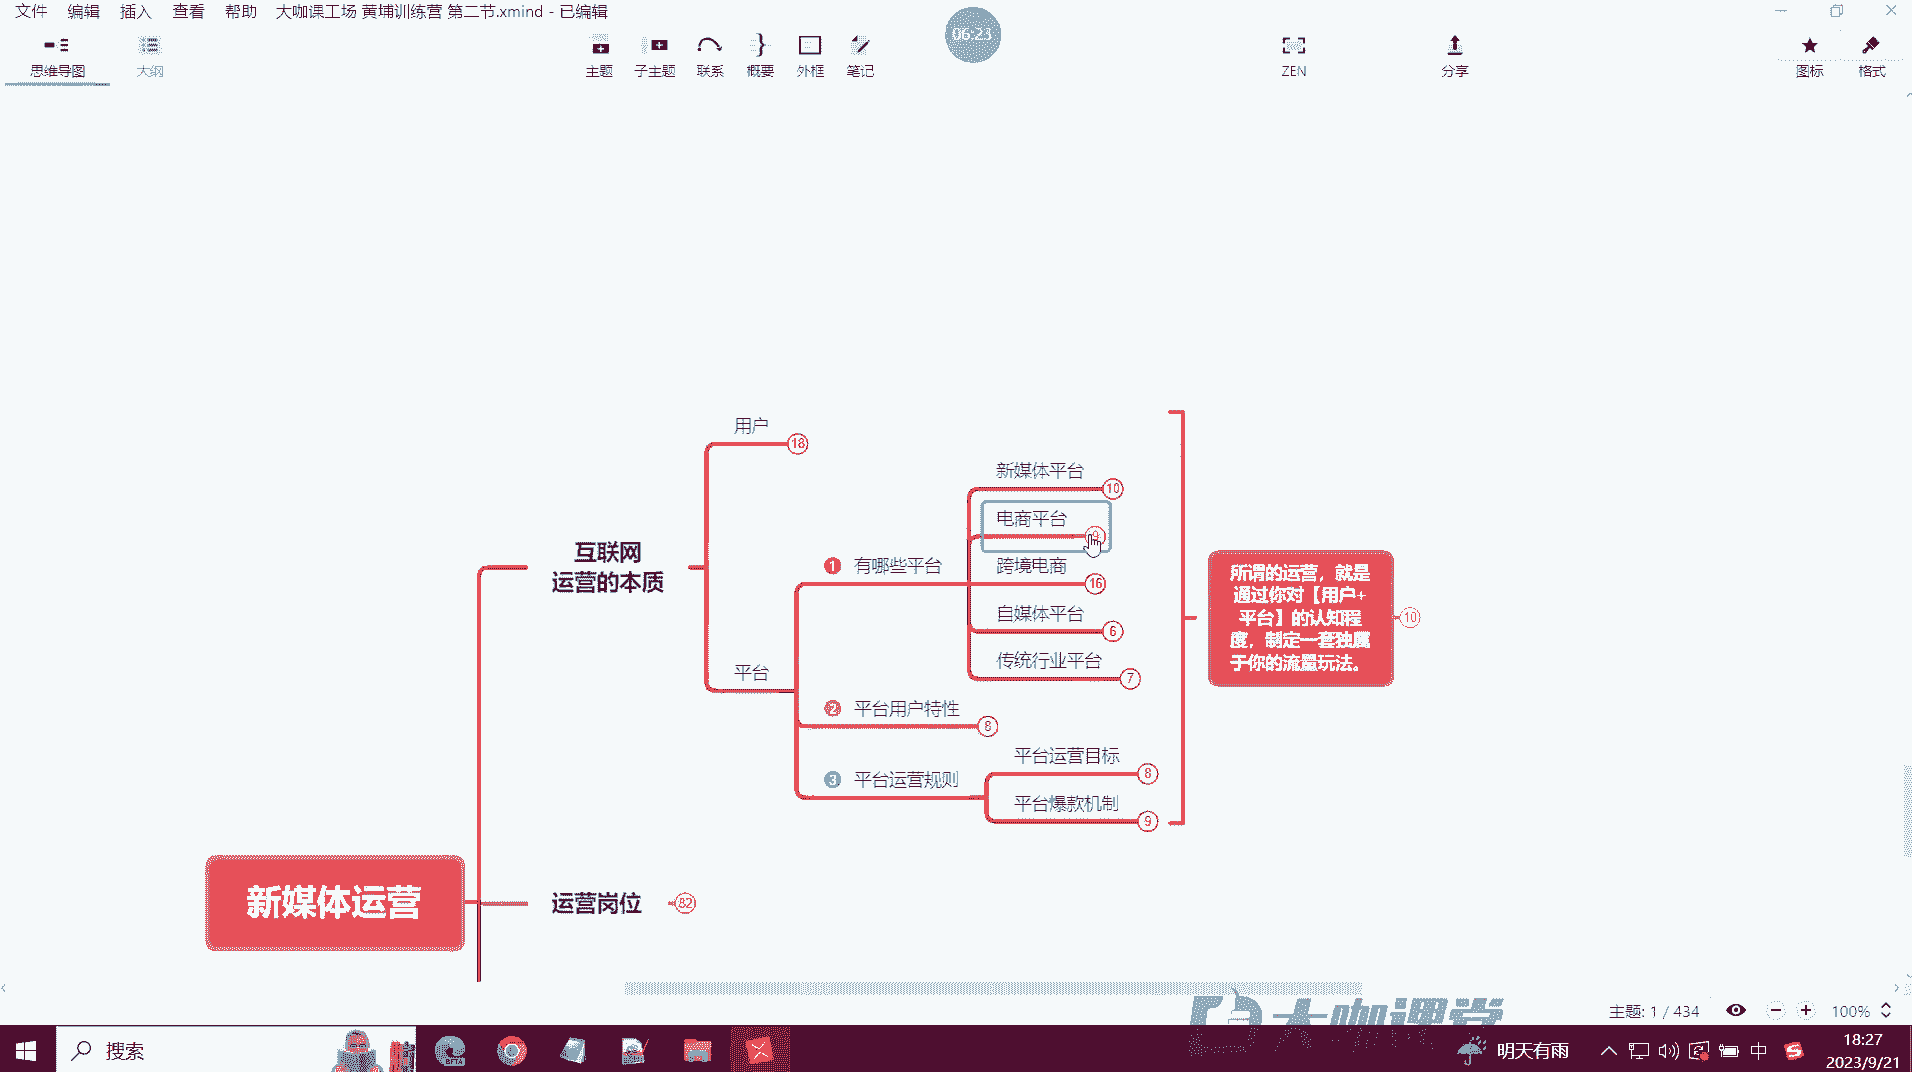 文件 编辑 插入 查看 帮助 大咖课工场 黄埔训练营 第二节.xmind - 已编辑
06:23
思维导图 大纲 主题 子主题 联系 概要 外框 笔记 ZEN 分享 图标 格式
用户 18
新媒体平台 10
电商平台
互联网
运营的本质
1 有哪些平台
跨境电商 16
自媒体平台 6
传统行业平台 7
平台
2 平台用户特性 8
平台运营目标 8
3 平台运营规则
平台爆款机制 9
所谓的运营，就是
通过你对【用户+
平台】的认知程
度，制定一套独属
于你的流量玩法。
10
新媒体运营
运营岗位 82
主题: 1 / 434 100%
大咖课堂
搜索
BETA
明天有雨 中
18:27
2023/9/21